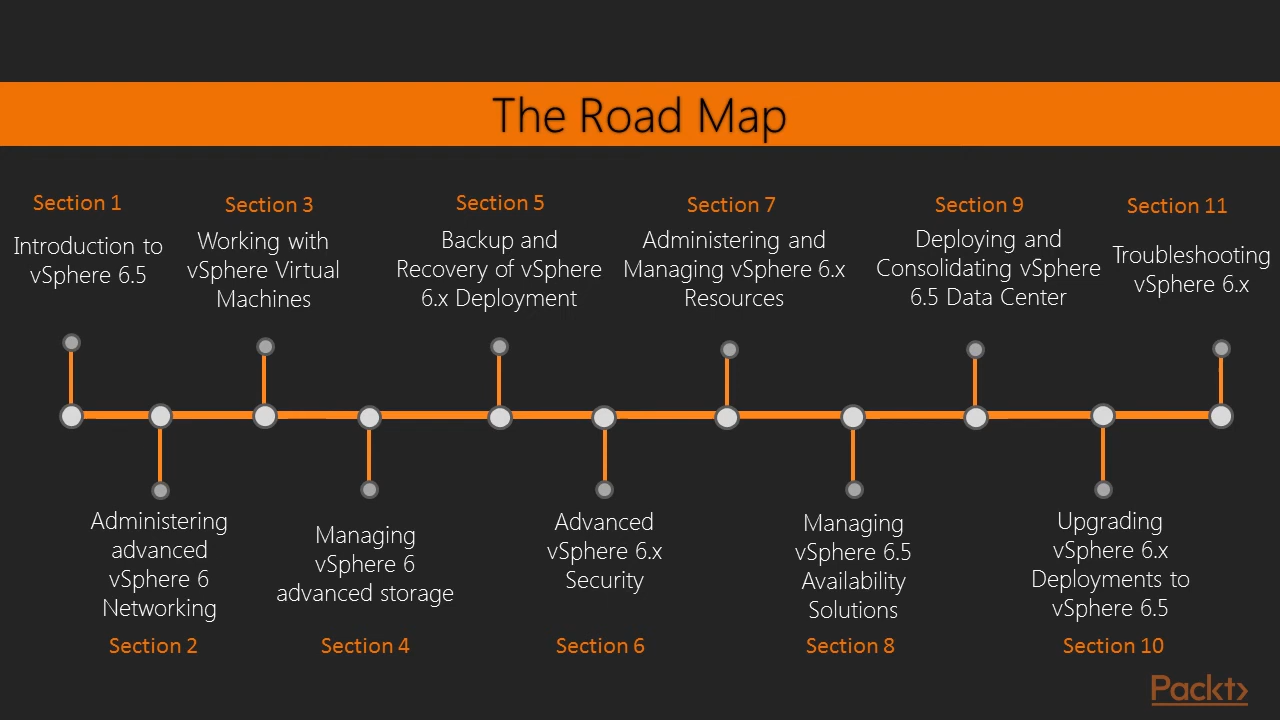 The Road Map
Section 1
Introduction to
vSphere 6.5
Section 3
Working with
vSphere Virtual
Machines
Section 5
Backup and
Recovery of vSphere
6.x Deployment
Section 7
Administering and
Managing vSphere 6.x
Resources
Section 9
Deploying and
Consolidating vSphere
6.5 Data Center
Section 11
Troubleshooting
vSphere 6.x
Administering
advanced
vSphere 6
Networking
Section 2
Managing
vSphere 6
advanced storage
Section 4
Advanced
vSphere 6.x
Security
Section 6
Managing
vSphere 6.5
Availability
Solutions
Section 8
Upgrading
vSphere 6.x
Deployments to
vSphere 6.5
Section 10
Packt>